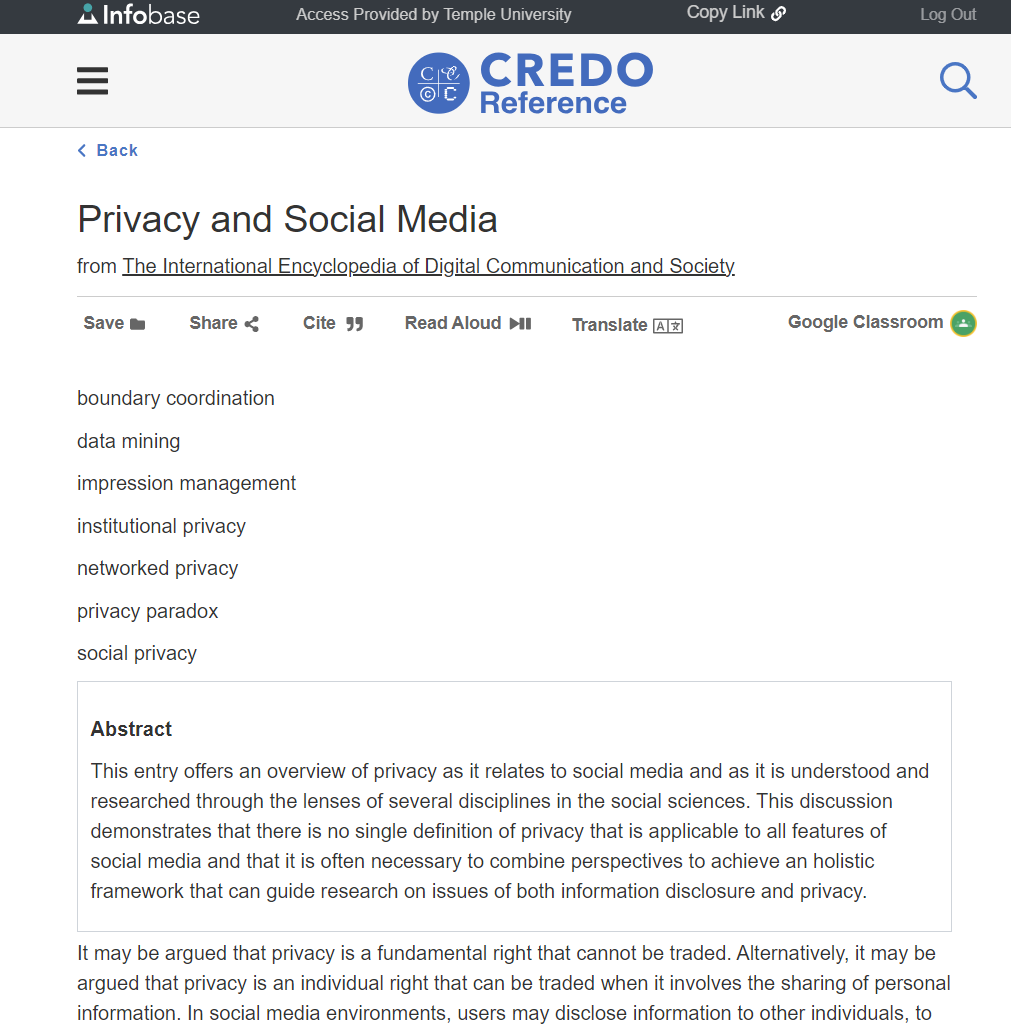 Infobase Access Provided by Temple University Copy Link Log Out
CREDO
Reference
Back
Privacy and Social Media
from The International Encyclopedia of Digital Communication and Society
Save Share Cite Read Aloud Translate Google Classroom
boundary coordination
data mining
impression management
institutional privacy
networked privacy
privacy paradox
social privacy
Abstract
This entry offers an overview of privacy as it relates to social media and as it is understood and
researched through the lenses of several disciplines in the social sciences. This discussion
demonstrates that there is no single definition of privacy that is applicable to all features of
social media and that it is often necessary to combine perspectives to achieve an holistic
framework that can guide research on issues of both information disclosure and privacy.
It may be argued that privacy is a fundamental right that cannot be traded. Alternatively, it may be
argued that privacy is an individual right that can be traded when it involves the sharing of personal
information. In social media environments, users may disclose information to other individuals, to